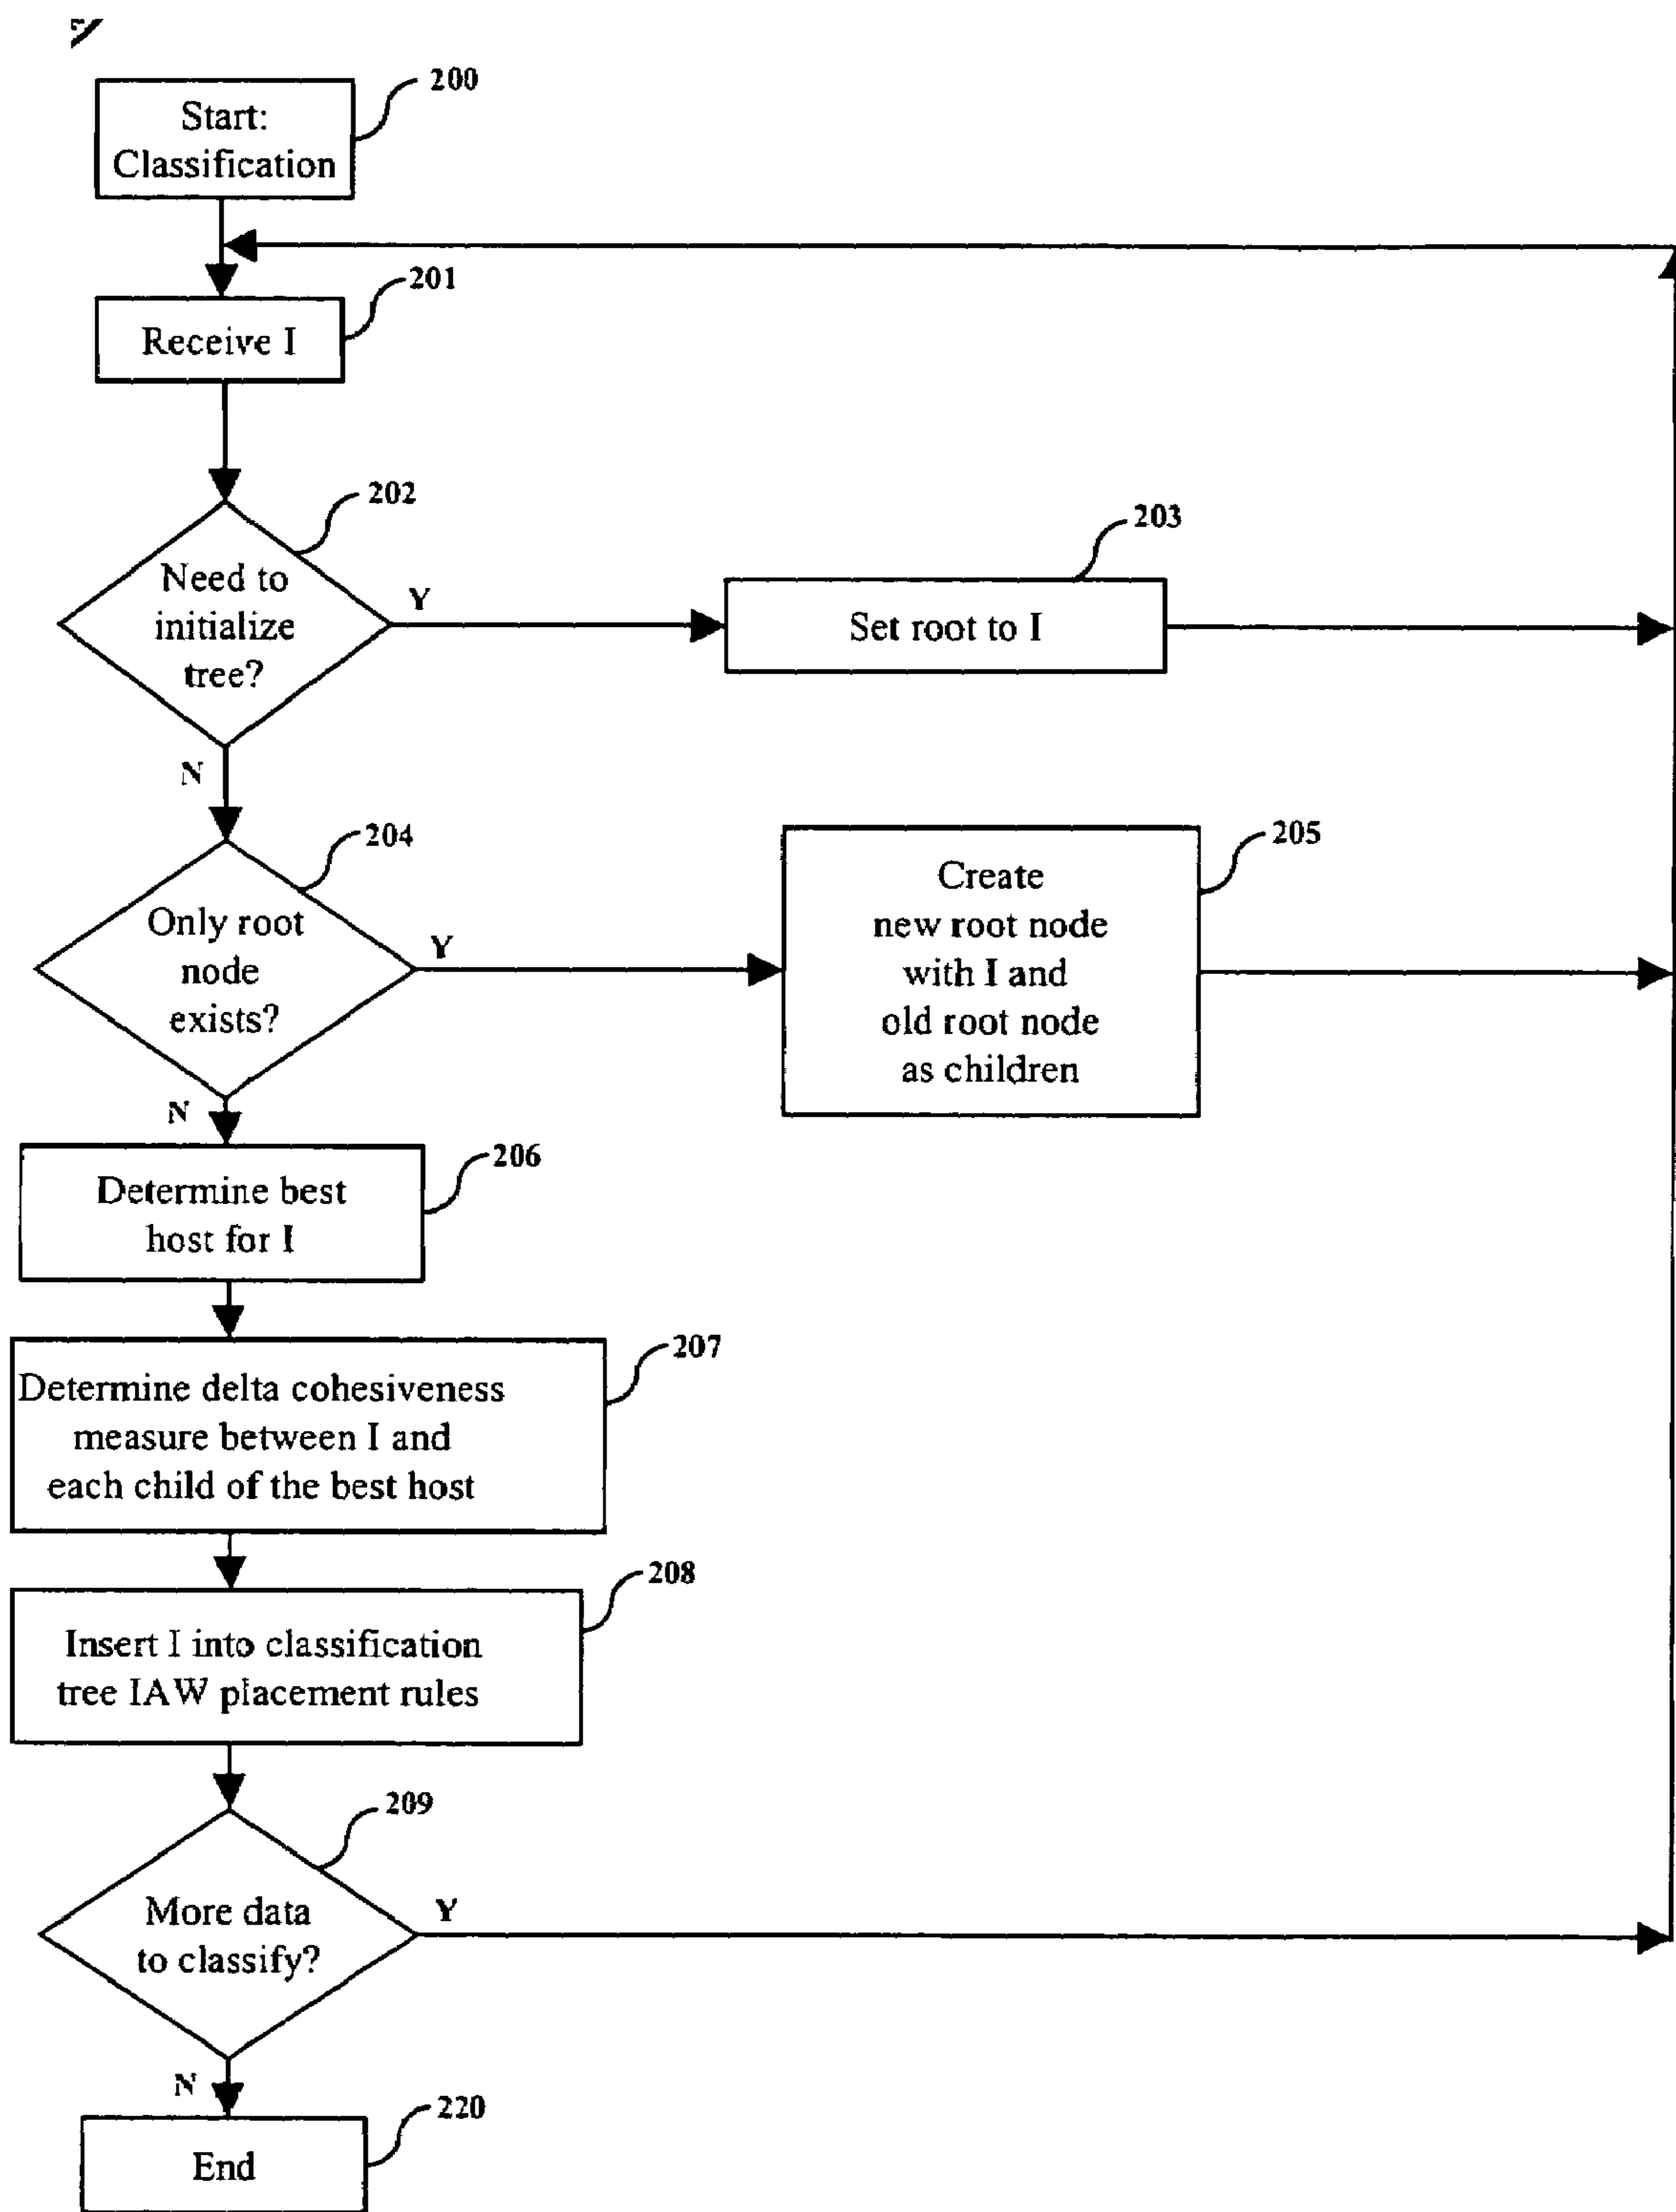 200
Start:
Classification
201
Receive I
202
Need to
initialize
tree?
Y
203
Set root to I
N
204
Only root
node
exists?
Y
205
Create
new root node
with I and
old root node
as children
N
206
Determine best
host for I
207
Determine delta cohesiveness
measure between I and
each child of the best host
208
Insert I into classification
tree IAW placement rules
209
More data
to classify?
Y
N
220
End